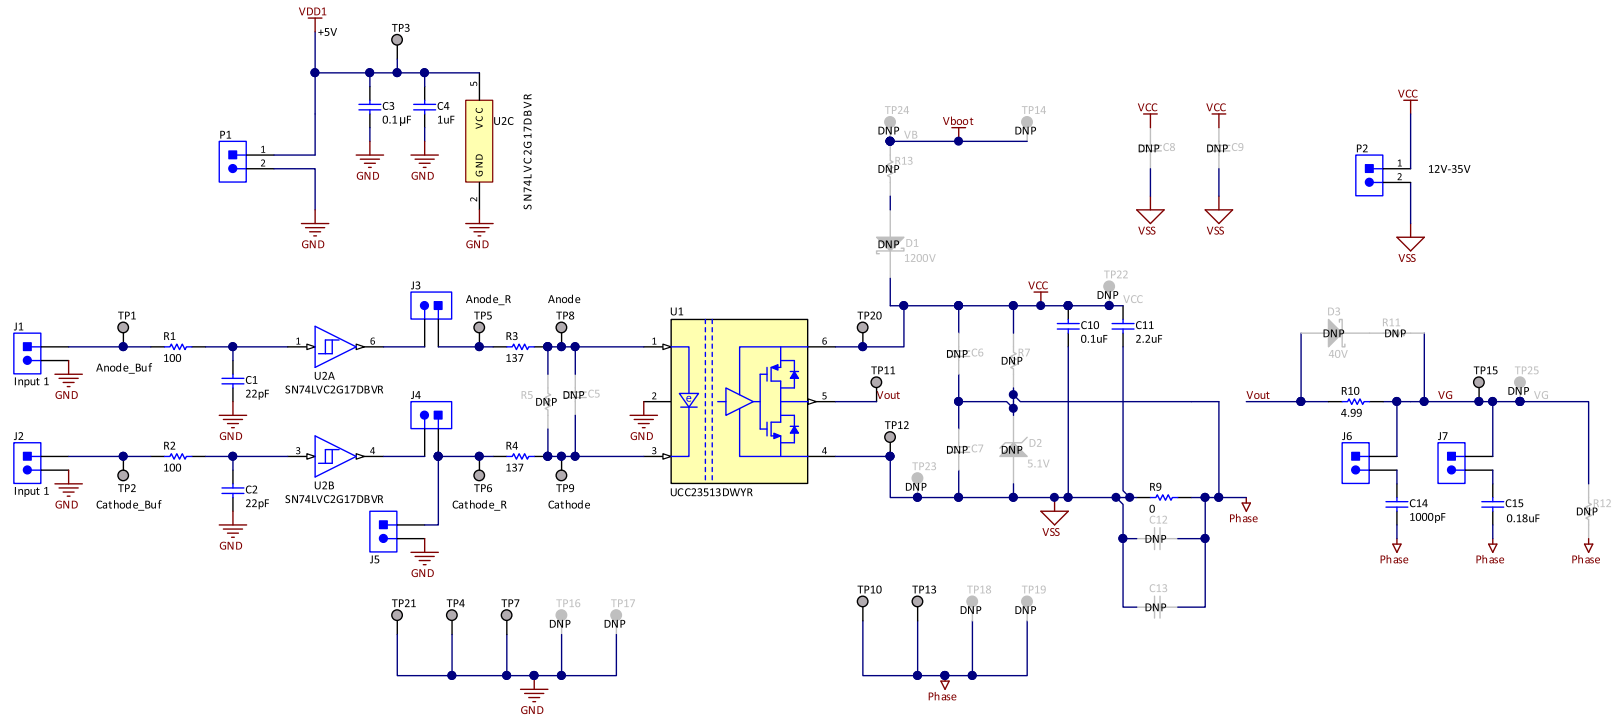 VDD1
+5V
TP3
C3
0.1µF
C4
1uF
5
VCC
GND
U2C
SN74LVC2G17DBVR
2
P1
1
2
GND
GND
GND
GND
TP24
DNP
VB
Vboot
TP14
DNP
R13
DNP
D1
DNP
1200V
VCC
DNP
C8
VSS
VCC
DNP
C9
VSS
VCC
P2
1
2
12V-35V
VSS
J1
Input 1
GND
TP1
Anode_Buf
R1
100
C1
22pF
GND
1
6
U2A
SN74LVC2G17DBVR
J3
Anode_R
TP5
R3
137
Anode
TP8
J2
Input 1
GND
TP2
Cathode_Buf
R2
100
C2
22pF
GND
3
4
U2B
SN74LVC2G17DBVR
J4
J5
GND
TP6
Cathode_R
R4
137
TP9
Cathode
R5
DNP
DNP
C5
GND
U1
1
2
3
e
6
5
4
UCC23513DWYR
TP20
TP11
Vout
TP12
TP23
DNP
VCC
TP22
DNP
VCC
DNP
C6
R7
DNP
C10
0.1uF
C11
2.2uF
DNP
C7
D2
DNP
5.1V
VSS
R9
0
Phase
C12
DNP
C13
DNP
D3
DNP
40V
R11
DNP
Vout
R10
4.99
VG
TP15
TP25
DNP
VG
J6
J7
C14
1000pF
C15
0.18uF
R12
DNP
Phase
Phase
Phase
TP21
TP4
TP7
TP16
DNP
TP17
DNP
GND
TP10
TP13
TP18
DNP
TP19
DNP
Phase